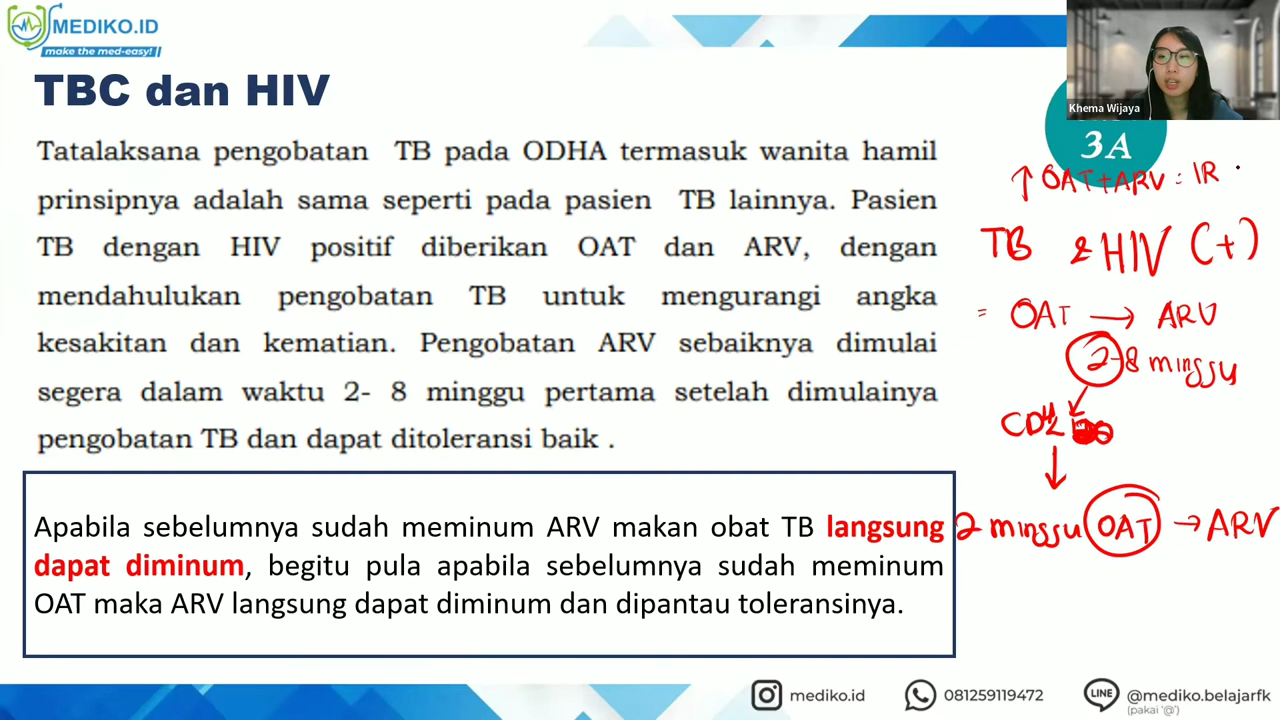 MEDIKO.ID
make the med-easy!
TBC dan HIV
Khema Wijaya
3A
Tatalaksana pengobatan TB pada ODHA termasuk wanita hamil
prinsipnya adalah sama seperti pada pasien TB lainnya. Pasien
TB dengan HIV positif diberikan OAT dan ARV, dengan
mendahulukan pengobatan TB untuk mengurangi angka
kesakitan dan kematian. Pengobatan ARV sebaiknya dimulai
segera dalam waktu 2- 8 minggu pertama setelah dimulainya
pengobatan TB dan dapat ditoleransi baik .
↑ OAT+ARV = IR
TB & HIV (+)
= OAT → ARV
2-8 minggu
CD4
2 minggu OAT → ARV
Apabila sebelumnya sudah meminum ARV makan obat TB langsung
dapat diminum, begitu pula apabila sebelumnya sudah meminum
OAT maka ARV langsung dapat diminum dan dipantau toleransinya.
mediko.id
081259119472
LINE
@mediko.belajarfk
(pakai '@')